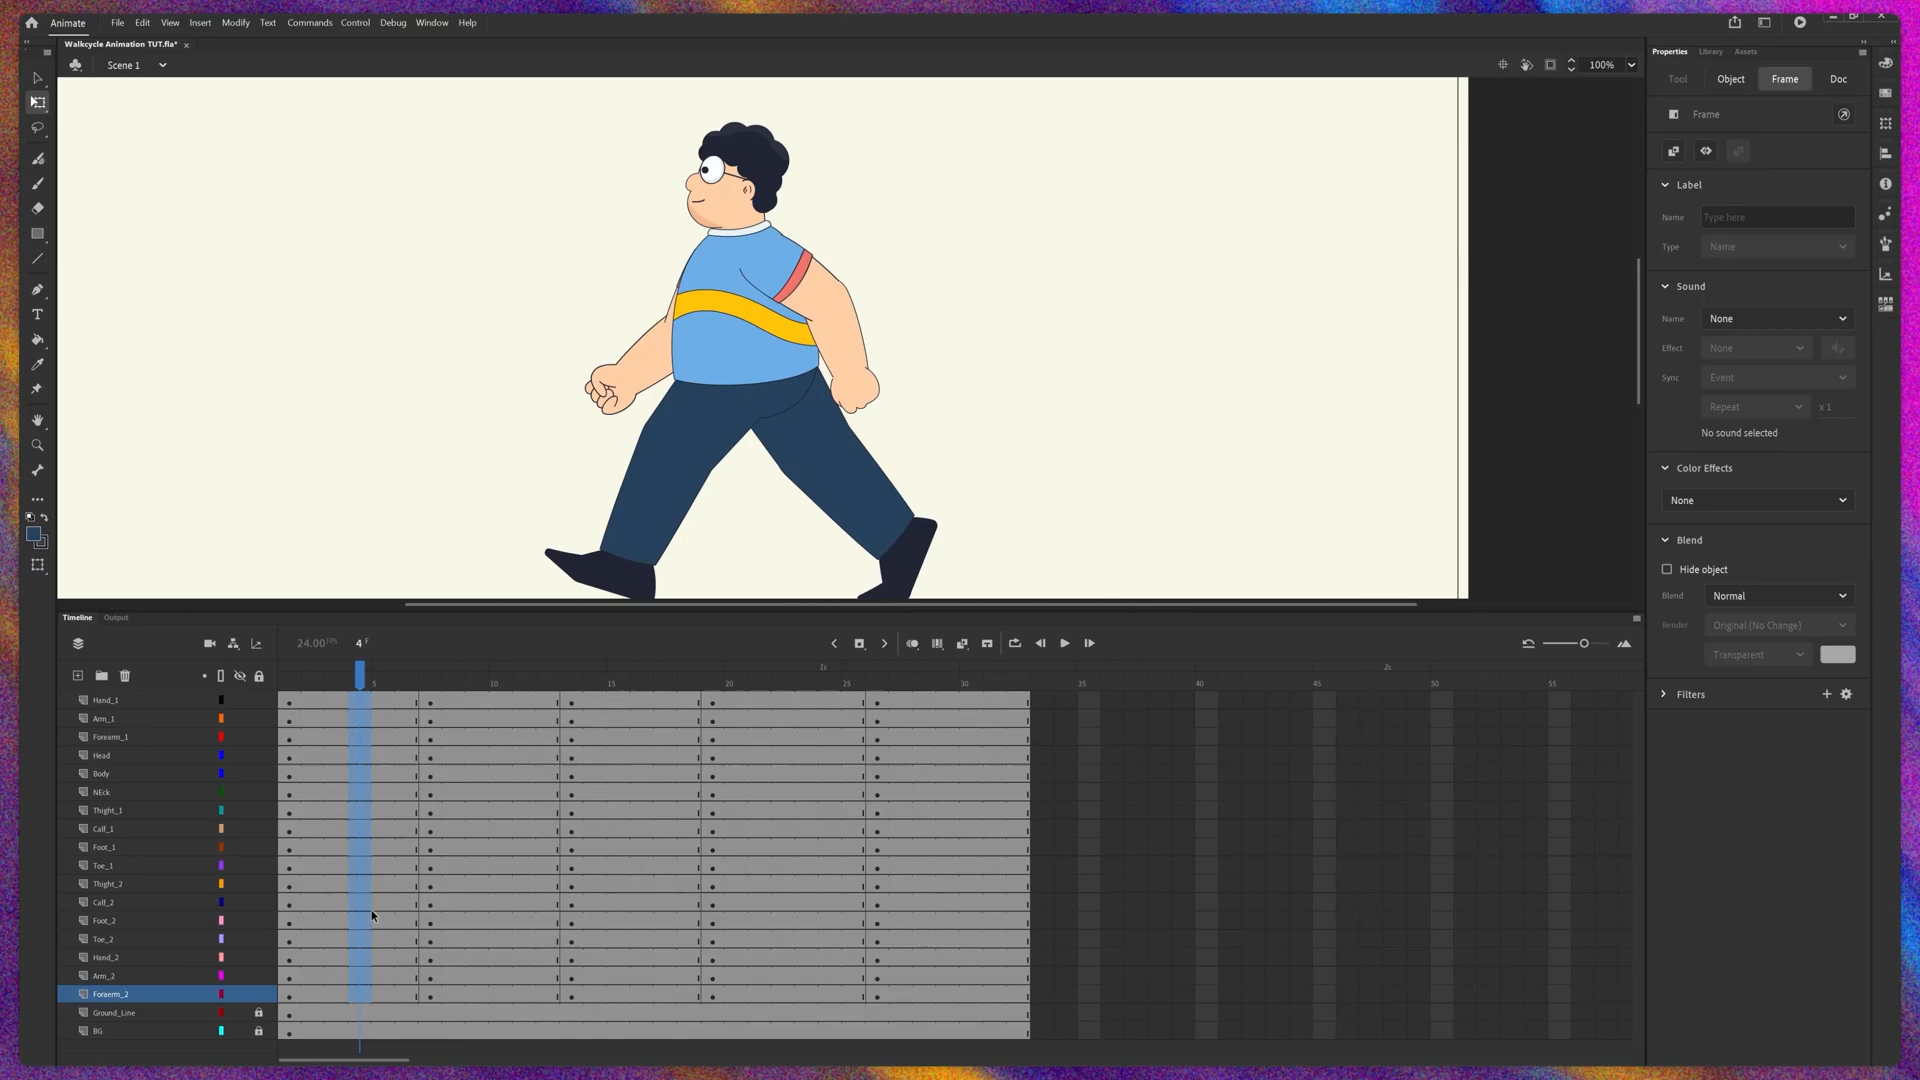 Animate File Edit View Insert Modify Text Commands Control Debug Window Help
Walkcycle Animation TUT.fla*
Scene 1
100%
Properties Library Assets
Tool Object Frame Doc
Frame
Label
Name Type here
Type Name
Sound
Name None
Effect None
Sync Event
Repeat x 1
No sound selected
Color Effects
None
Blend
Hide object
Blend Normal
Render Original (No Change)
Transparent
Filters
Timeline Output
24.00 FPS 4 F
1s 2s
5 10 15 20 25 30 35 40 45 50 55
Hand_1
Arm_1
Forearm_1
Head
Body
NEck
Thight_1
Calf_1
Foot_1
Toe_1
Thight_2
Calf_2
Foot_2
Toe_2
Hand_2
Arm_2
Foraerm_2
Ground_Line
BG